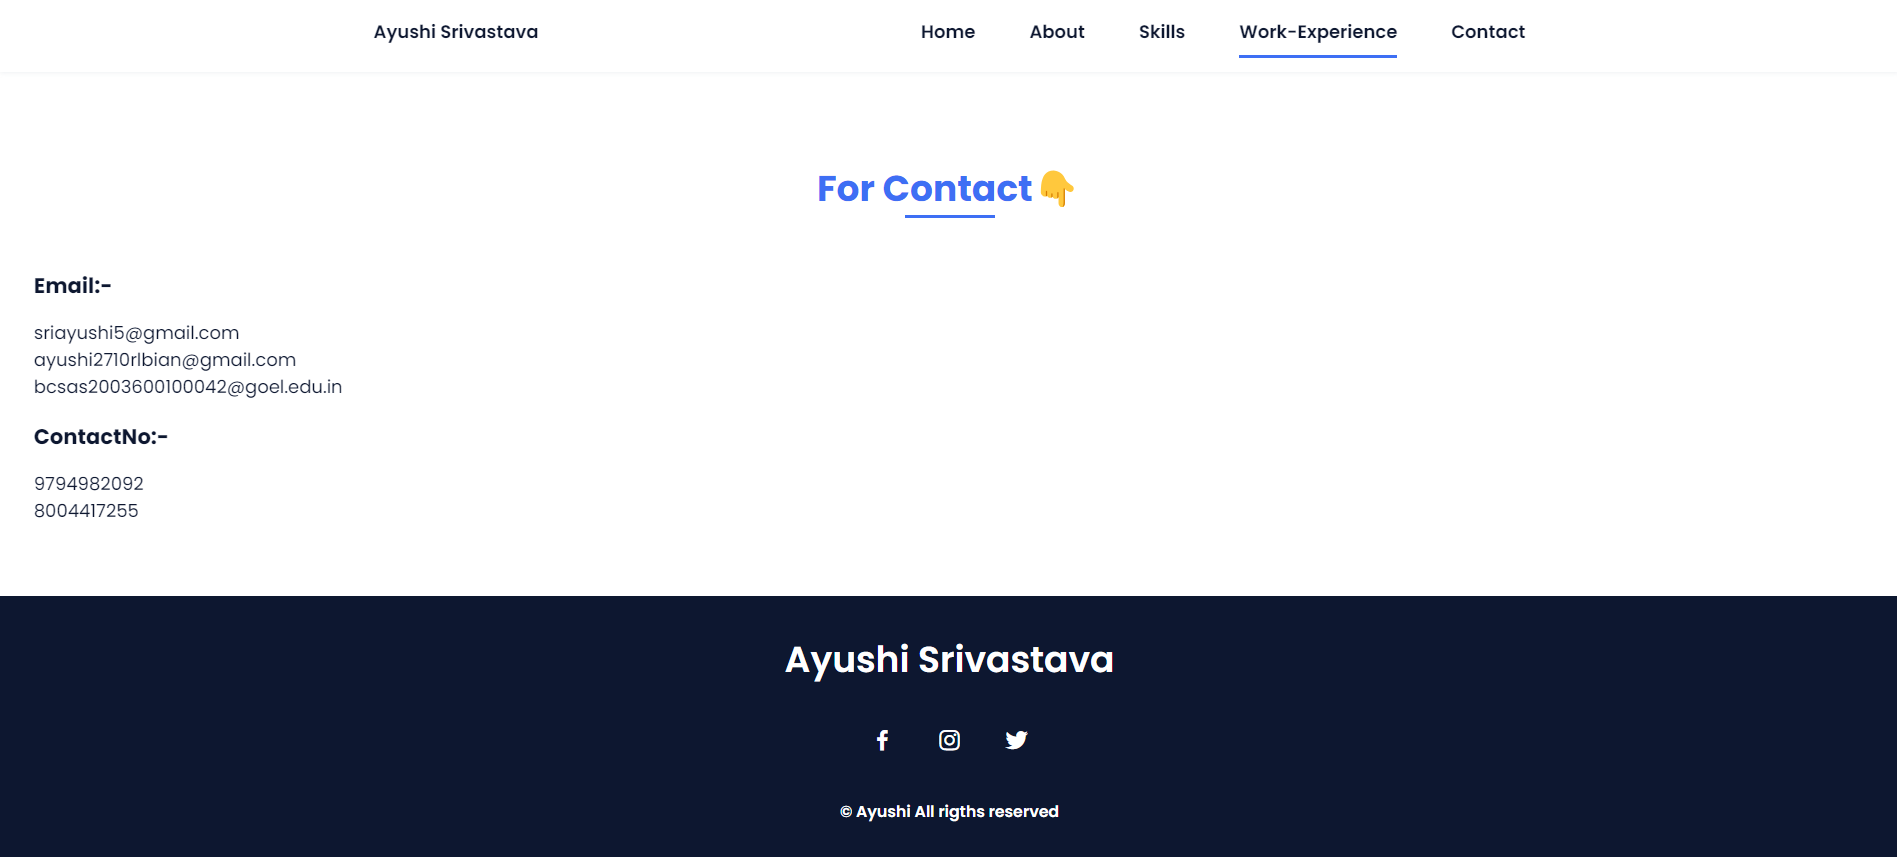 Ayushi Srivastava Home About Skills Work-Experience Contact
For Contact 👇
Email:-
sriayushi5@gmail.com
ayushi2710rlbian@gmail.com
bcsas2003600100042@goel.edu.in
ContactNo:-
9794982092
8004417255
Ayushi Srivastava
© Ayushi All rigths reserved